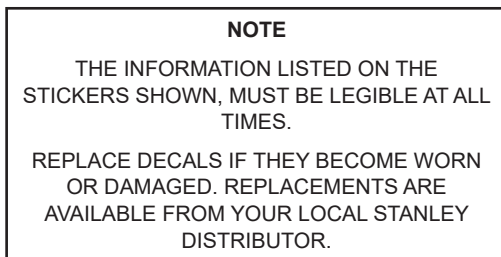 NOTE
THE INFORMATION LISTED ON THE
STICKERS SHOWN, MUST BE LEGIBLE AT ALL
TIMES.
REPLACE DECALS IF THEY BECOME WORN
OR DAMAGED. REPLACEMENTS ARE
AVAILABLE FROM YOUR LOCAL STANLEY
DISTRIBUTOR.